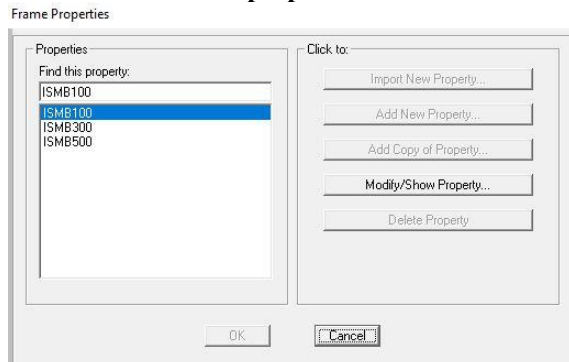 Frame Properties
Properties
Find this property:
ISMB100
ISMB100
ISMB300
ISMB500
Click to:
Import New Property...
Add New Property...
Add Copy of Property...
Modify/Show Property...
Delete Property
OK
Cancel